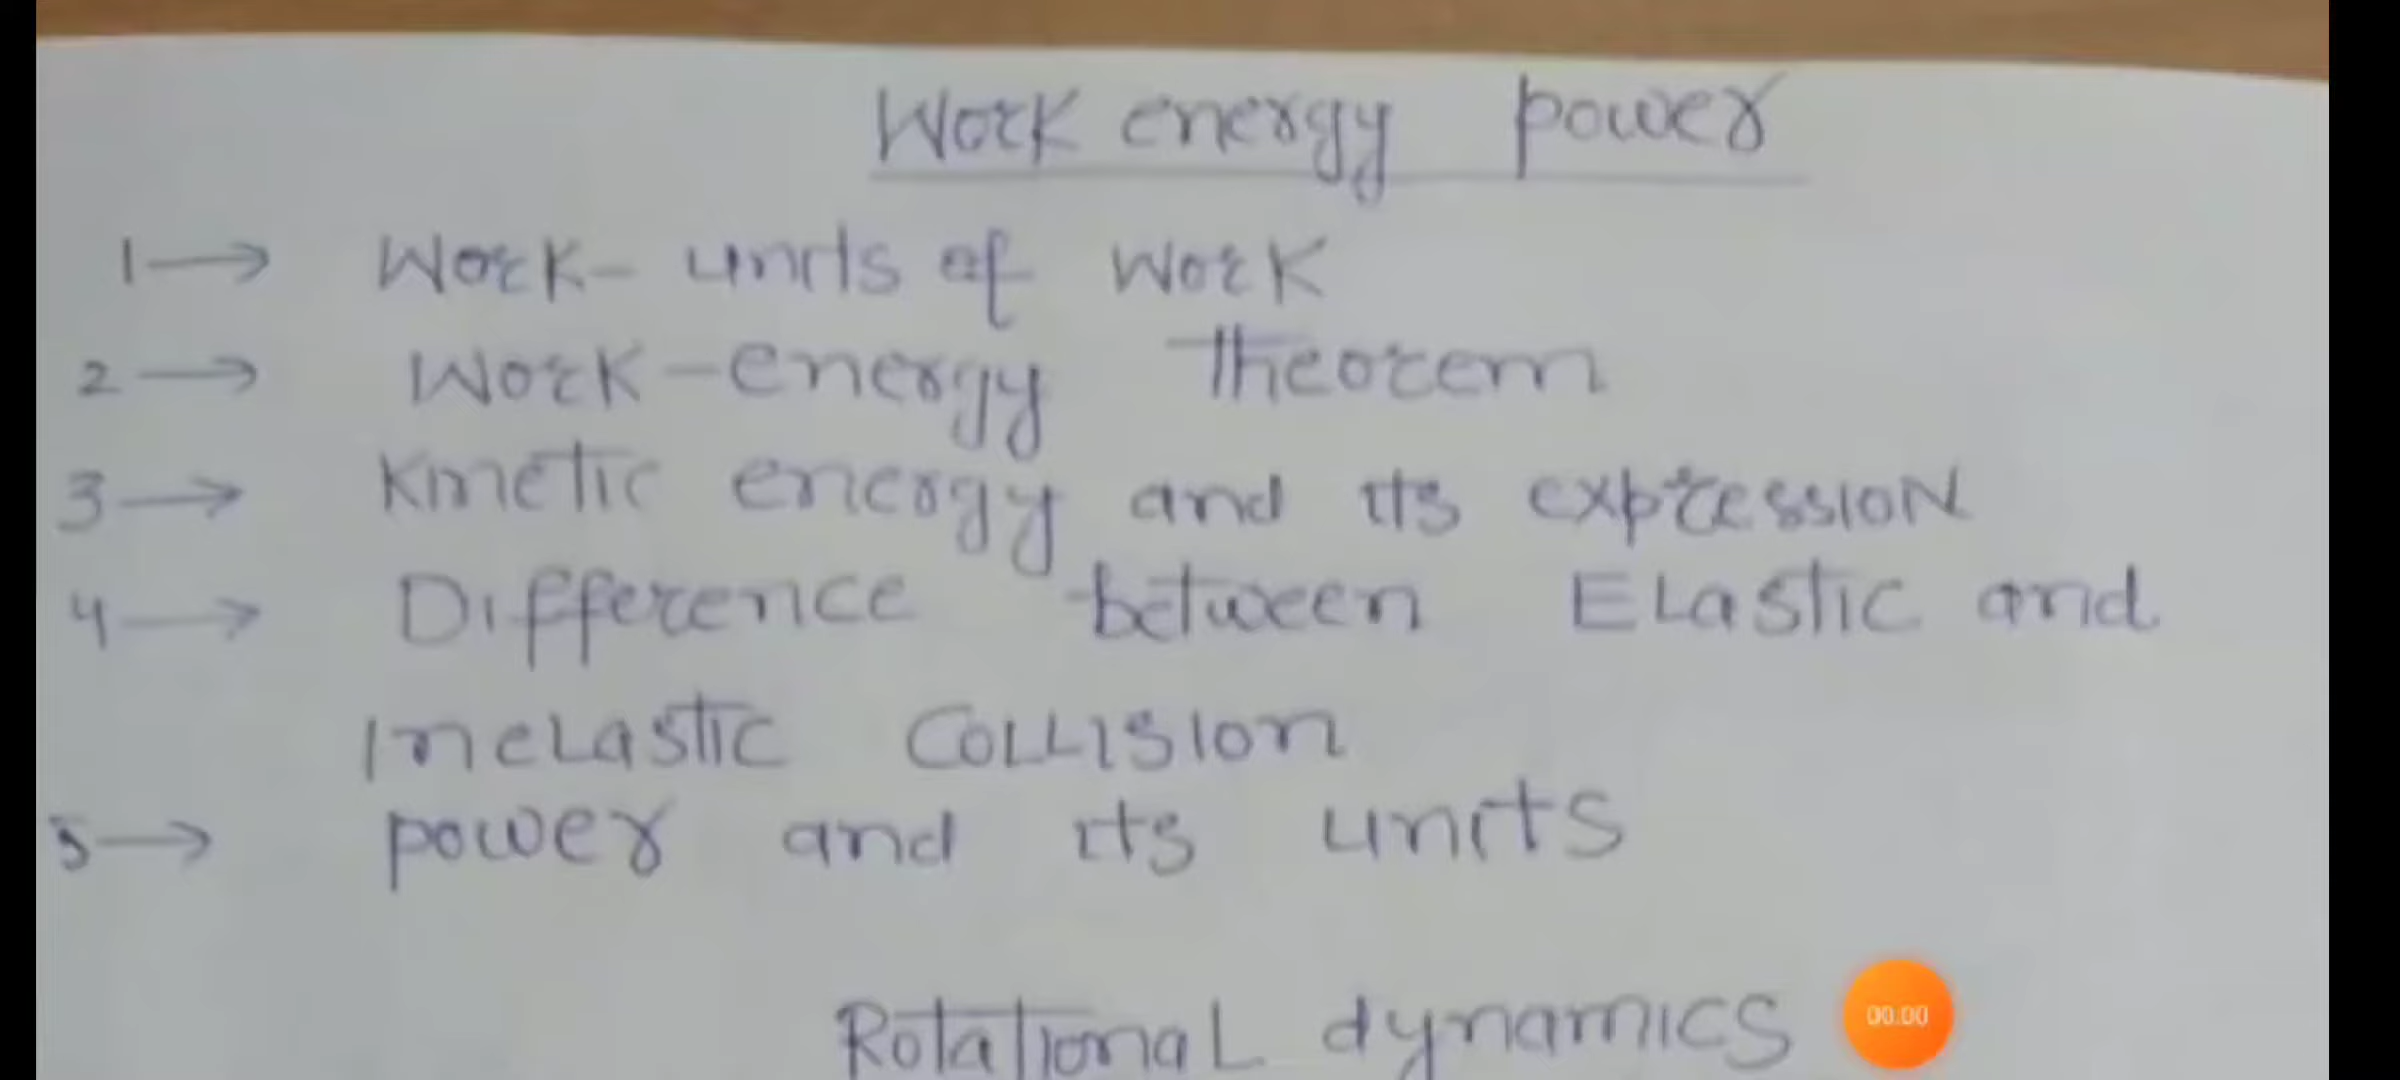 Work energy power
1→ Work- units of work
2→ Work-energy Theorem
3→ Kinetic energy and its expression
4→ Difference between Elastic and
Inelastic Collision
5→ power and its units
Rotational dynamics
00.00